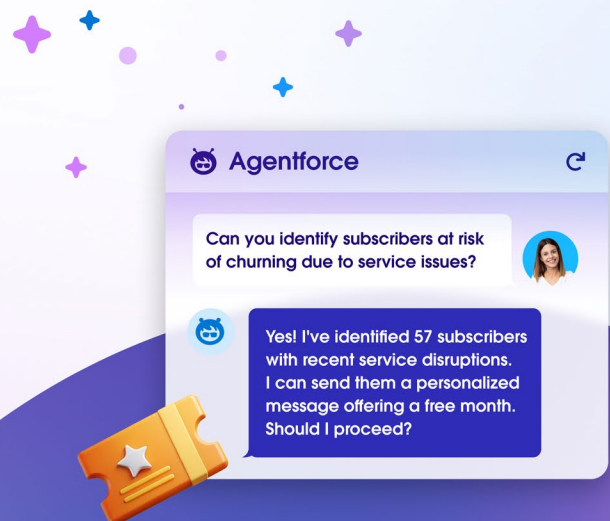 Agentforce
Can you identify subscribers at risk
of churning due to service issues?
Yes! I've identified 57 subscribers
with recent service disruptions.
I can send them a personalized
message offering a free month.
Should I proceed?